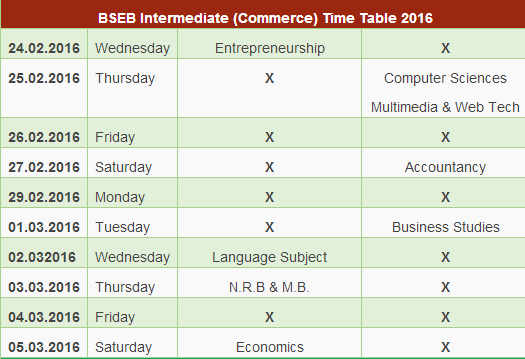 BSEB Intermediate (Commerce) Time Table 2016
24.02.2016 Wednesday Entrepreneurship X
25.02.2016 Thursday X Computer Sciences
Multimedia & Web Tech
26.02.2016 Friday X X
27.02.2016 Saturday X Accountancy
29.02.2016 Monday X X
01.03.2016 Tuesday X Business Studies
02.032016 Wednesday Language Subject X
03.03.2016 Thursday N.R.B & M.B. X
04.03.2016 Friday X X
05.03.2016 Saturday Economics X